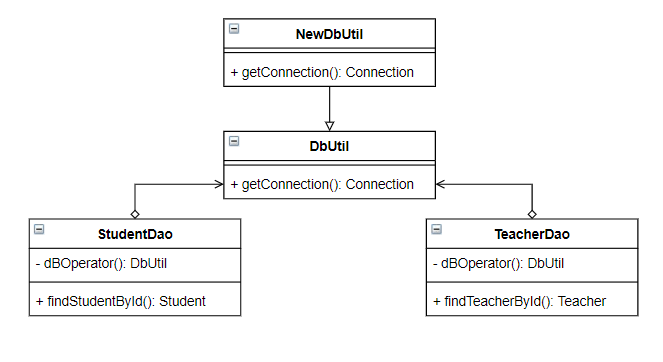 NewDbUtil
+ getConnection(): Connection
DbUtil
+ getConnection(): Connection
StudentDao
- dBOperator(): DbUtil
+ findStudentById(): Student
TeacherDao
- dBOperator(): DbUtil
+ findTeacherById(): Teacher